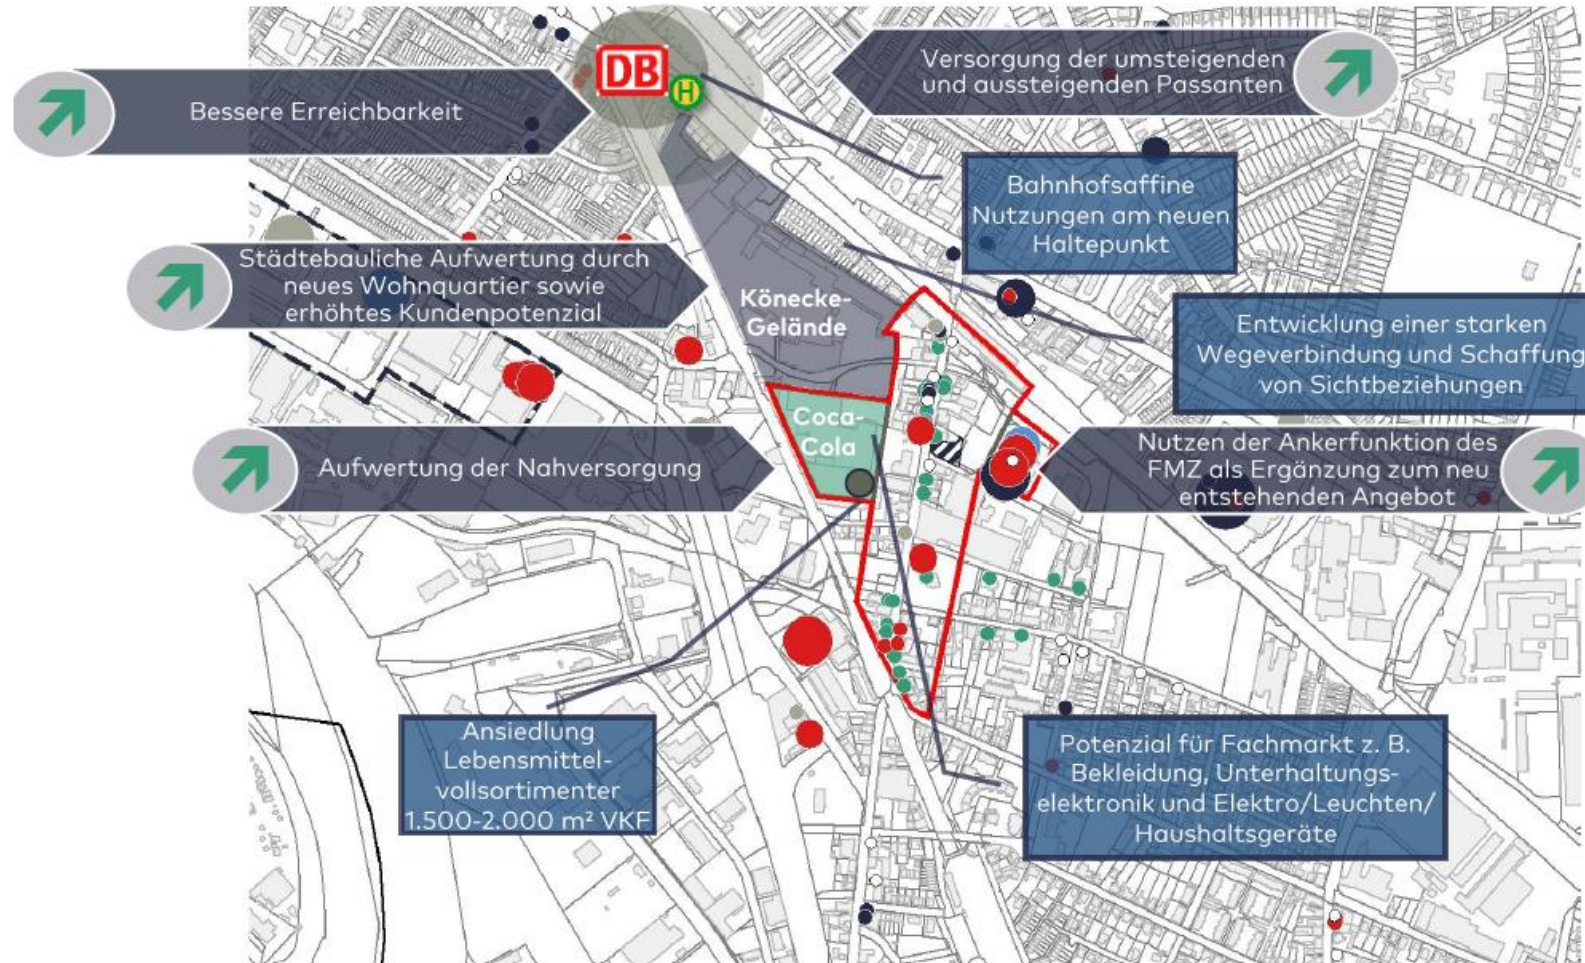 DB
H
Bessere Erreichbarkeit
Versorgung der umsteigenden
und aussteigenden Passanten
Bahnhofsaffine
Nutzungen am neuen
Haltepunkt
Städtebauliche Aufwertung durch
neues Wohnquartier sowie
erhöhtes Kundenpotenzial
Könecke-
Gelände
Entwicklung einer starken
Wegeverbindung und Schaffung
von Sichtbeziehungen
Coca-
Cola
Aufwertung der Nahversorgung
Nutzen der Ankerfunktion des
FMZ als Ergänzung zum neu
entstehenden Angebot
Ansiedlung
Lebensmittel-
vollsortimenter
1.500-2.000 m² VKF
Potenzial für Fachmarkt z. B.
Bekleidung, Unterhaltungs-
elektronik und Elektro/Leuchten/
Haushaltsgeräte